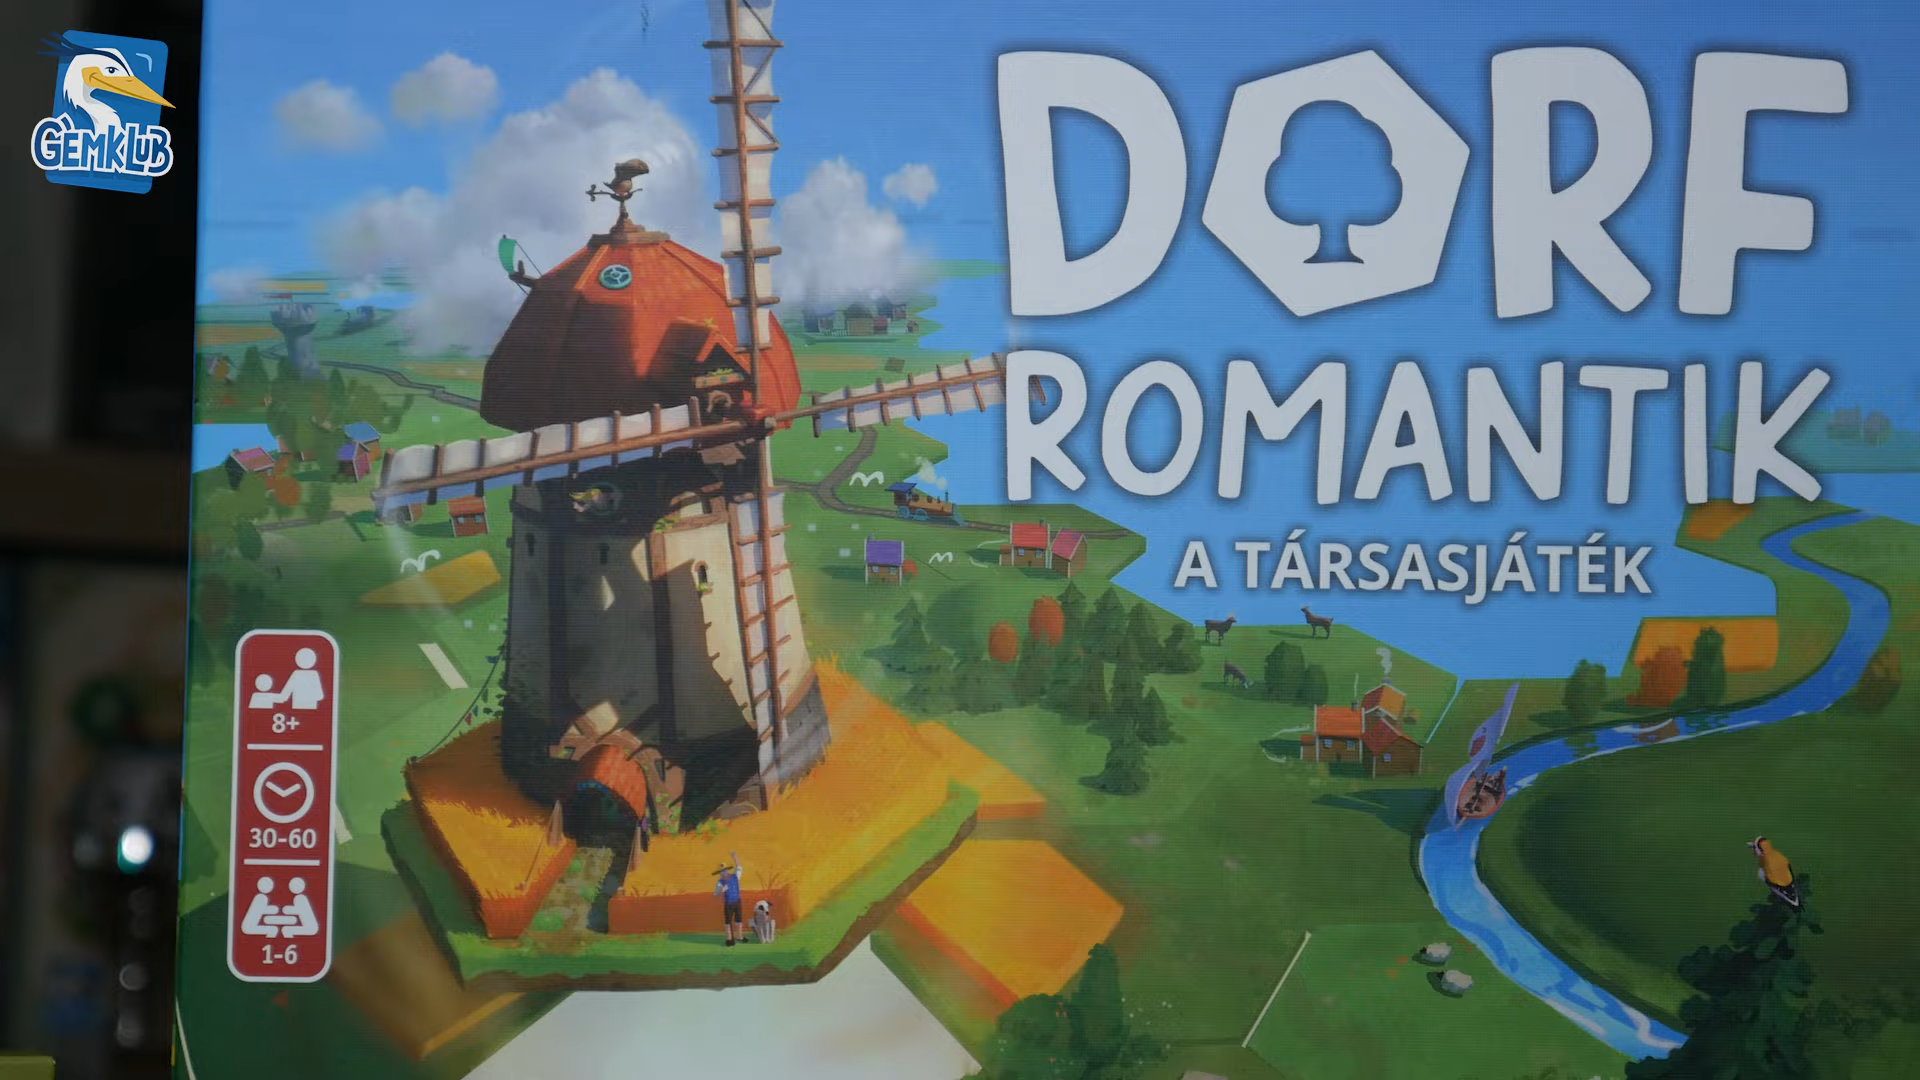 GÉMKLUB
DORF
ROMANTIK
A TÁRSASJÁTÉK
8+
30-60
1-6